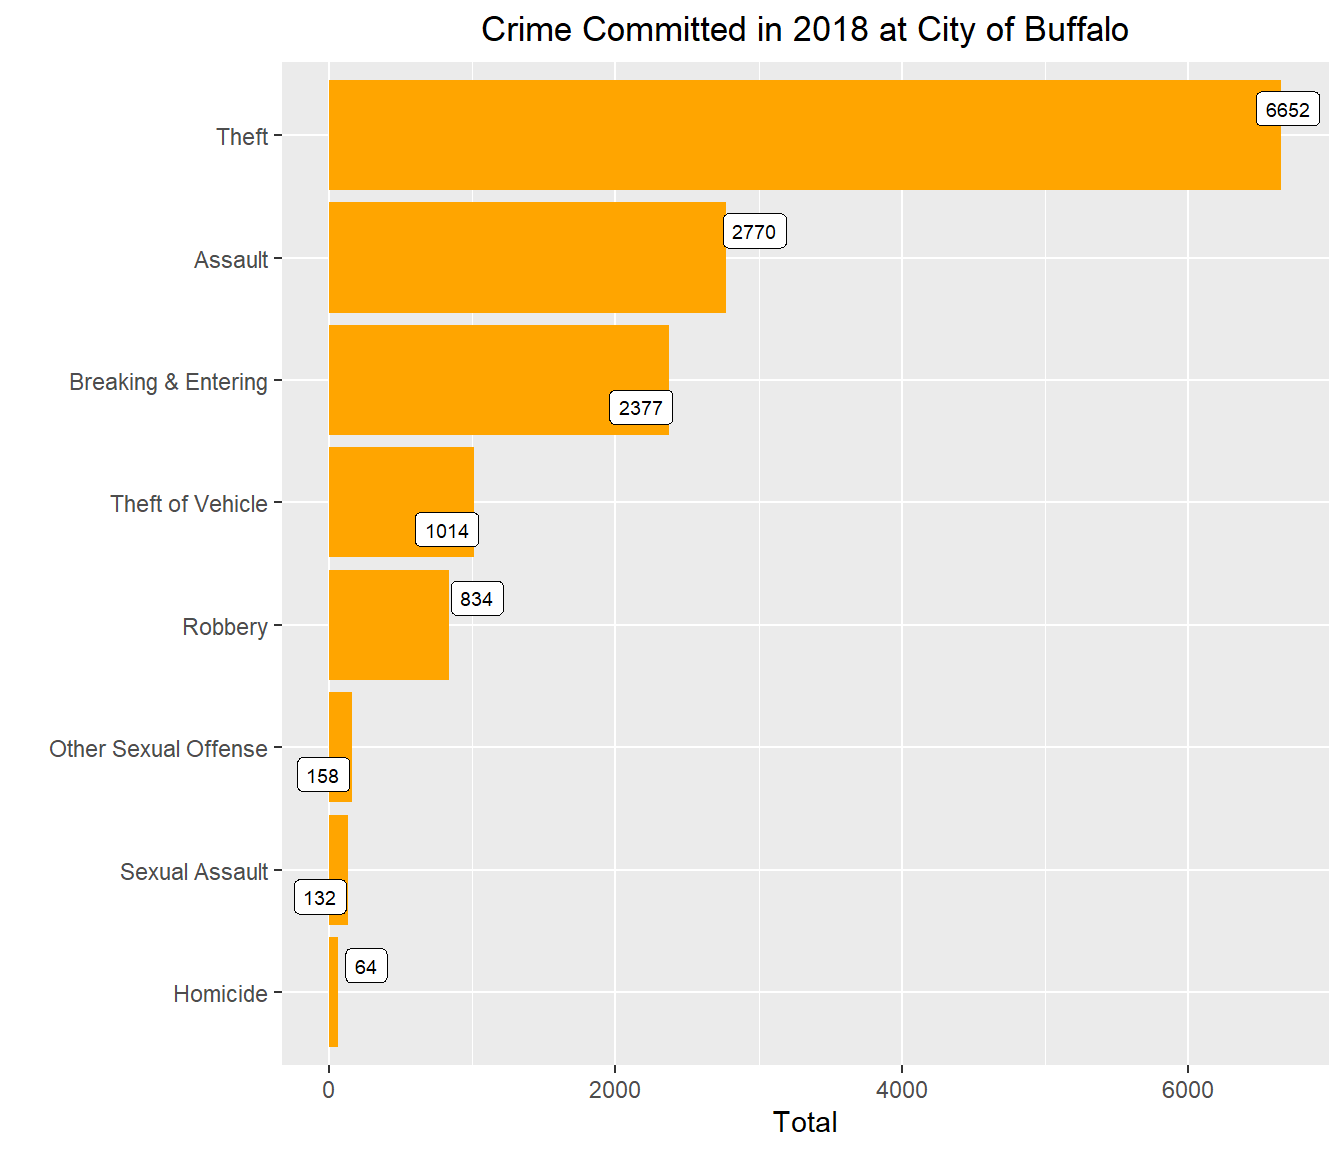 Crime Committed in 2018 at City of Buffalo
Theft
6652
Assault
2770
Breaking & Entering
2377
Theft of Vehicle
1014
Robbery
834
Other Sexual Offense
158
Sexual Assault
132
Homicide
64
0 2000 4000 6000
Total